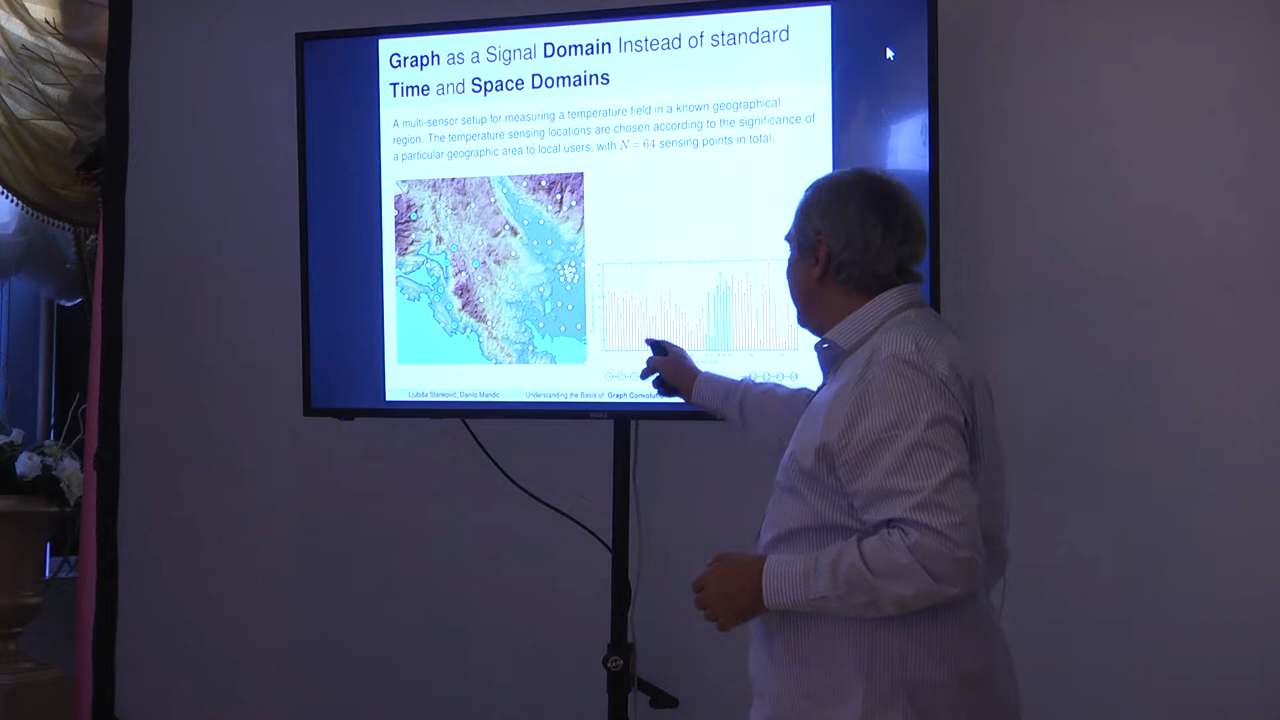 Graph as a Signal Domain Instead of standard
Time and Space Domains
A multi-sensor setup for measuring a temperature field in a known geographical
region. The temperature sensing locations are chosen according to the significance of
a particular geographic area to local users, with N = 64 sensing points in total.
Ljubiša Stanković, Danilo Mandic
Understanding the Basis of Graph